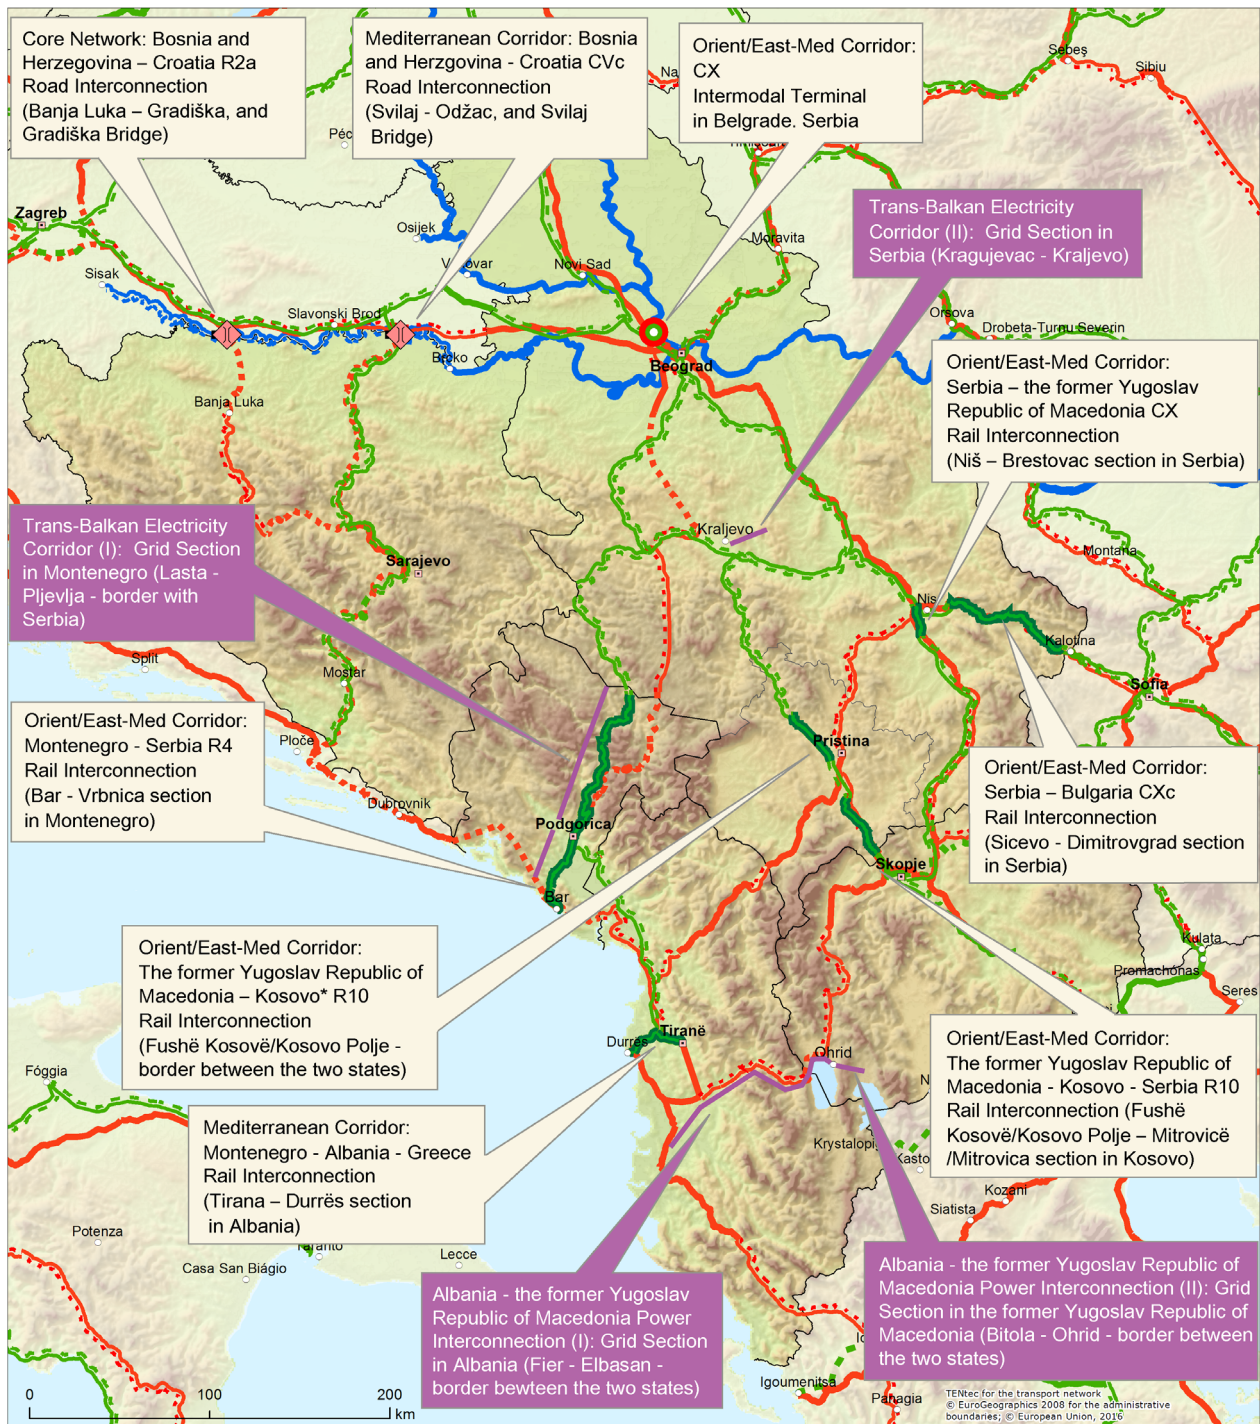 Core Network: Bosnia and
Herzegovina – Croatia R2a
Road Interconnection
(Banja Luka – Gradiška, and
Gradiška Bridge)
Mediterranean Corridor: Bosnia
and Herzgovina - Croatia CVc
Road Interconnection
(Svilaj - Odžac, and Svilaj
Bridge)
Orient/East-Med Corridor:
CX
Intermodal Terminal
in Belgrade. Serbia
Sebeş
Sibiu
Zagreb
Osijek
Sisak
Novi Sad
Moravita
Trans-Balkan Electricity
Corridor (II): Grid Section in
Serbia (Kragujevac - Kraljevo)
Slavonski Brod
Brcko
Beograd
Orsova
Drobeta-Turnu Severin
Banja Luka
Orient/East-Med Corridor:
Serbia – the former Yugoslav
Republic of Macedonia CX
Rail Interconnection
(Niš – Brestovac section in Serbia)
Trans-Balkan Electricity
Corridor (I): Grid Section
in Montenegro (Lasta -
Pljevlja - border with
Serbia)
Kraljevo
Sarajevo
Montana
Nis
Kalotina
Split
Mostar
Sofia
Orient/East-Med Corridor:
Montenegro - Serbia R4
Rail Interconnection
(Bar - Vrbnica section
in Montenegro)
Ploče
Dubrovnik
Pristina
Podgorica
Skopje
Bar
Orient/East-Med Corridor:
Serbia – Bulgaria CXc
Rail Interconnection
(Sicevo - Dimitrovgrad section
in Serbia)
Orient/East-Med Corridor:
The former Yugoslav Republic of
Macedonia – Kosovo* R10
Rail Interconnection
(Fushë Kosovë/Kosovo Polje -
border between the two states)
Kulata
Promachonas
Seres
Tiranë
Durrës
Ohrid
Orient/East-Med Corridor:
The former Yugoslav Republic of
Macedonia - Kosovo - Serbia R10
Rail Interconnection (Fushë
Kosovë/Kosovo Polje – Mitrovicë
/Mitrovica section in Kosovo)
Fóggia
Mediterranean Corridor:
Montenegro - Albania - Greece
Rail Interconnection
(Tirana – Durrës section
in Albania)
Kozani
Siatista
Potenza
Casa San Biágio
Taranto
Lecce
Albania - the former Yugoslav
Republic of Macedonia Power
Interconnection (I): Grid Section
in Albania (Fier - Elbasan -
border bewteen the two states)
Albania - the former Yugoslav Republic of
Macedonia Power Interconnection (II): Grid
Section in the former Yugoslav Republic of
Macedonia (Bitola - Ohrid - border between
the two states)
Igoumenitsa
Panagia
0 100 200
km
TENtec for the transport network
© EuroGeographics 2008 for the administrative
boundaries; © European Union, 2016